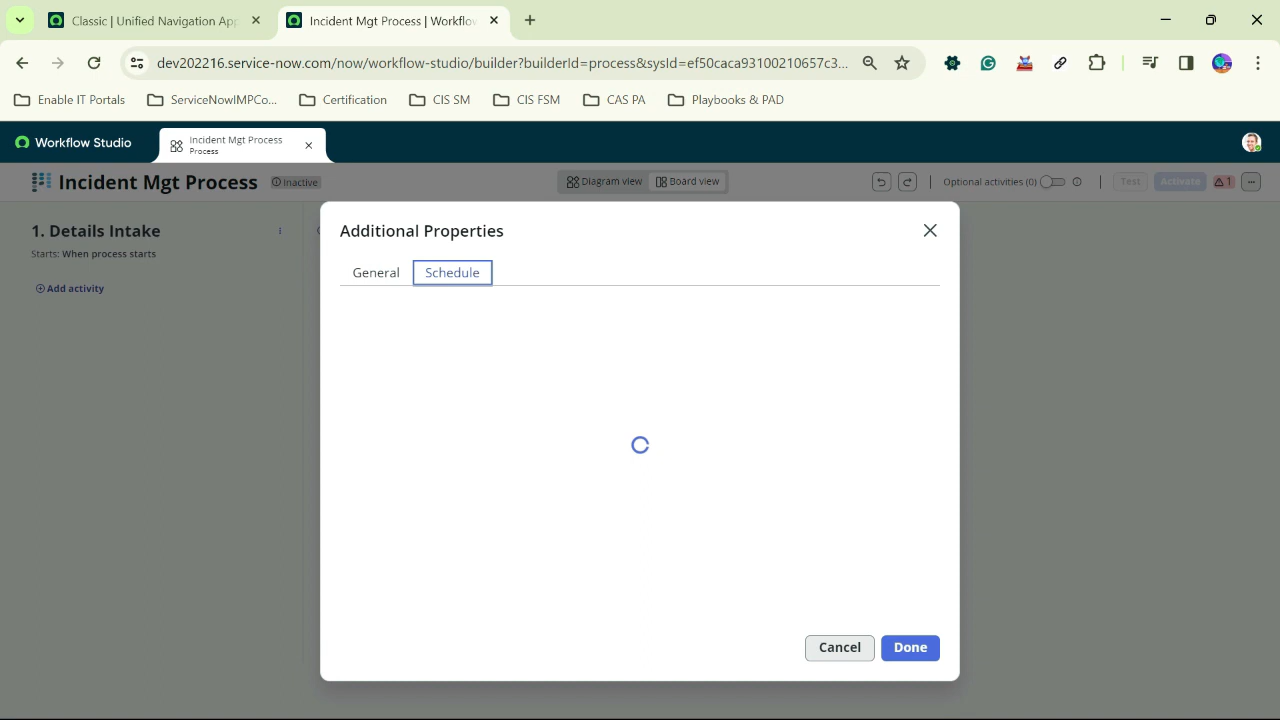 Classic | Unified Navigation App
Incident Mgt Process | Workflow
dev202216.service-now.com/now/workflow-studio/builder?builderId=process&sysId=ef50caca93100210657c3...
Enable IT Portals
ServiceNowIMPCo...
Certification
CIS SM
CIS FSM
CAS PA
Playbooks & PAD
Workflow Studio
Incident Mgt Process
Process
Incident Mgt Process
Inactive
Diagram view
Board view
Optional activities (0)
Test
Activate
1
1. Details Intake
Starts: When process starts
Add activity
Additional Properties
General
Schedule
Cancel
Done